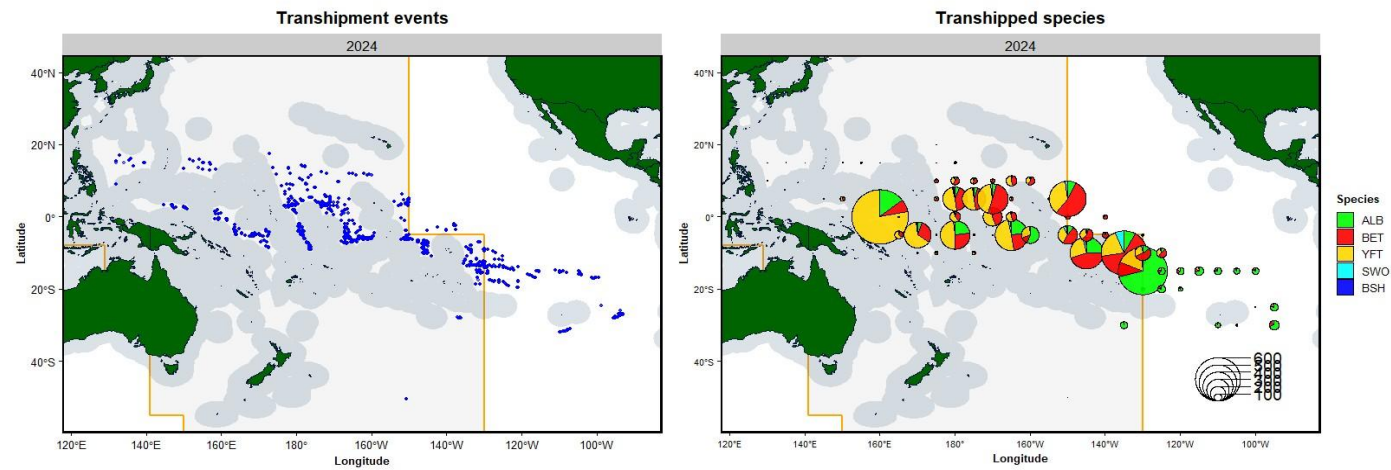 Transhipment events
2024
40°N
20°N
0°
20°S
40°S
Latitude
120°E
140°E
160°E
180°
160°W
140°W
120°W
100°W
Longitude
Transhipped species
2024
40°N
20°N
0°
20°S
40°S
Latitude
120°E
140°E
160°E
180°
160°W
140°W
120°W
100°W
Longitude
600
100
Species
ALB
BET
YFT
SWO
BSH